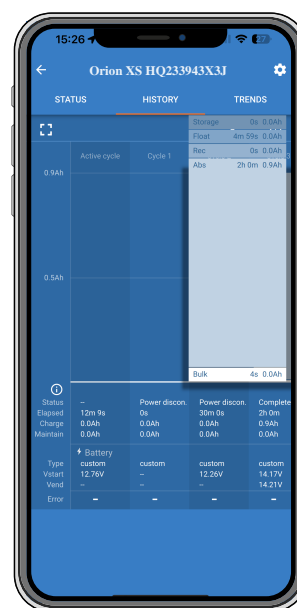 15:26
27
Orion XS HQ233943X3J
STATUS HISTORY TRENDS
Storage 0s 0.0Ah
Float 4m 59s 0.0Ah
Active cycle Cycle 1 Rec 0s 0.0Ah
Abs 2h 0m 0.9Ah
0.9Ah
0.5Ah
Bulk 4s 0.0Ah
Status -- Power discon. Power discon. Complete
Elapsed 12m 9s 0s 30m 0s 2h 0m
Charge 0.0Ah 0.0Ah 0.0Ah 0.9Ah
Maintain 0.0Ah 0.0Ah 0.0Ah 0.0Ah
Battery
Type custom custom custom custom
Vstart 12.76V -- 12.26V 14.17V
Vend -- -- -- 14.21V
Error – – – –